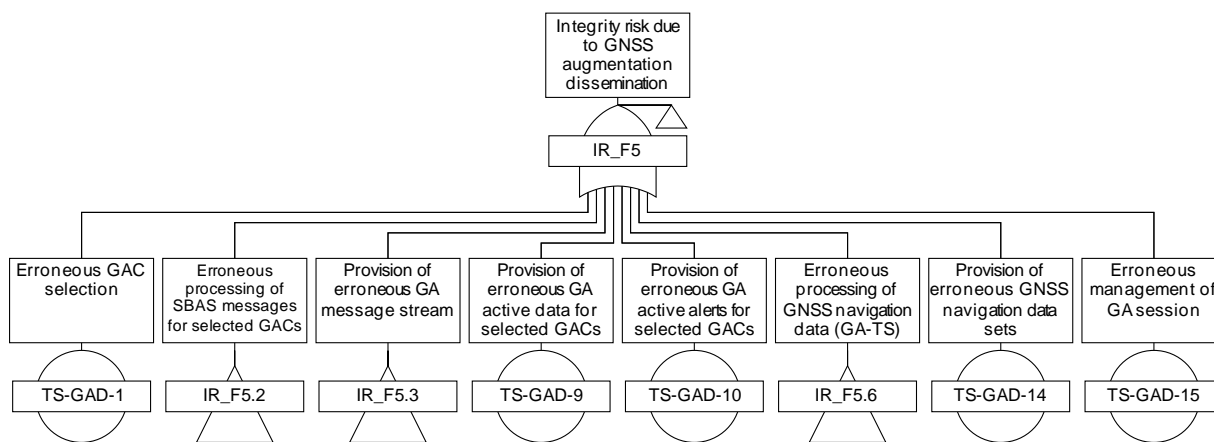 Integrity risk due
to GNSS
augmentation
dissemination
IR_F5
Erroneous GAC
selection
TS-GAD-1
Erroneous
processing of
SBAS messages
for selected GACs
IR_F5.2
Provision of
erroneous GA
message stream
IR_F5.3
Provision of
erroneous GA
active data for
selected GACs
TS-GAD-9
Provision of
erroneous GA
active alerts for
selected GACs
TS-GAD-10
Erroneous
processing of
GNSS navigation
data (GA-TS)
IR_F5.6
Provision of
erroneous GNSS
navigation data
sets
TS-GAD-14
Erroneous
management of
GA session
TS-GAD-15